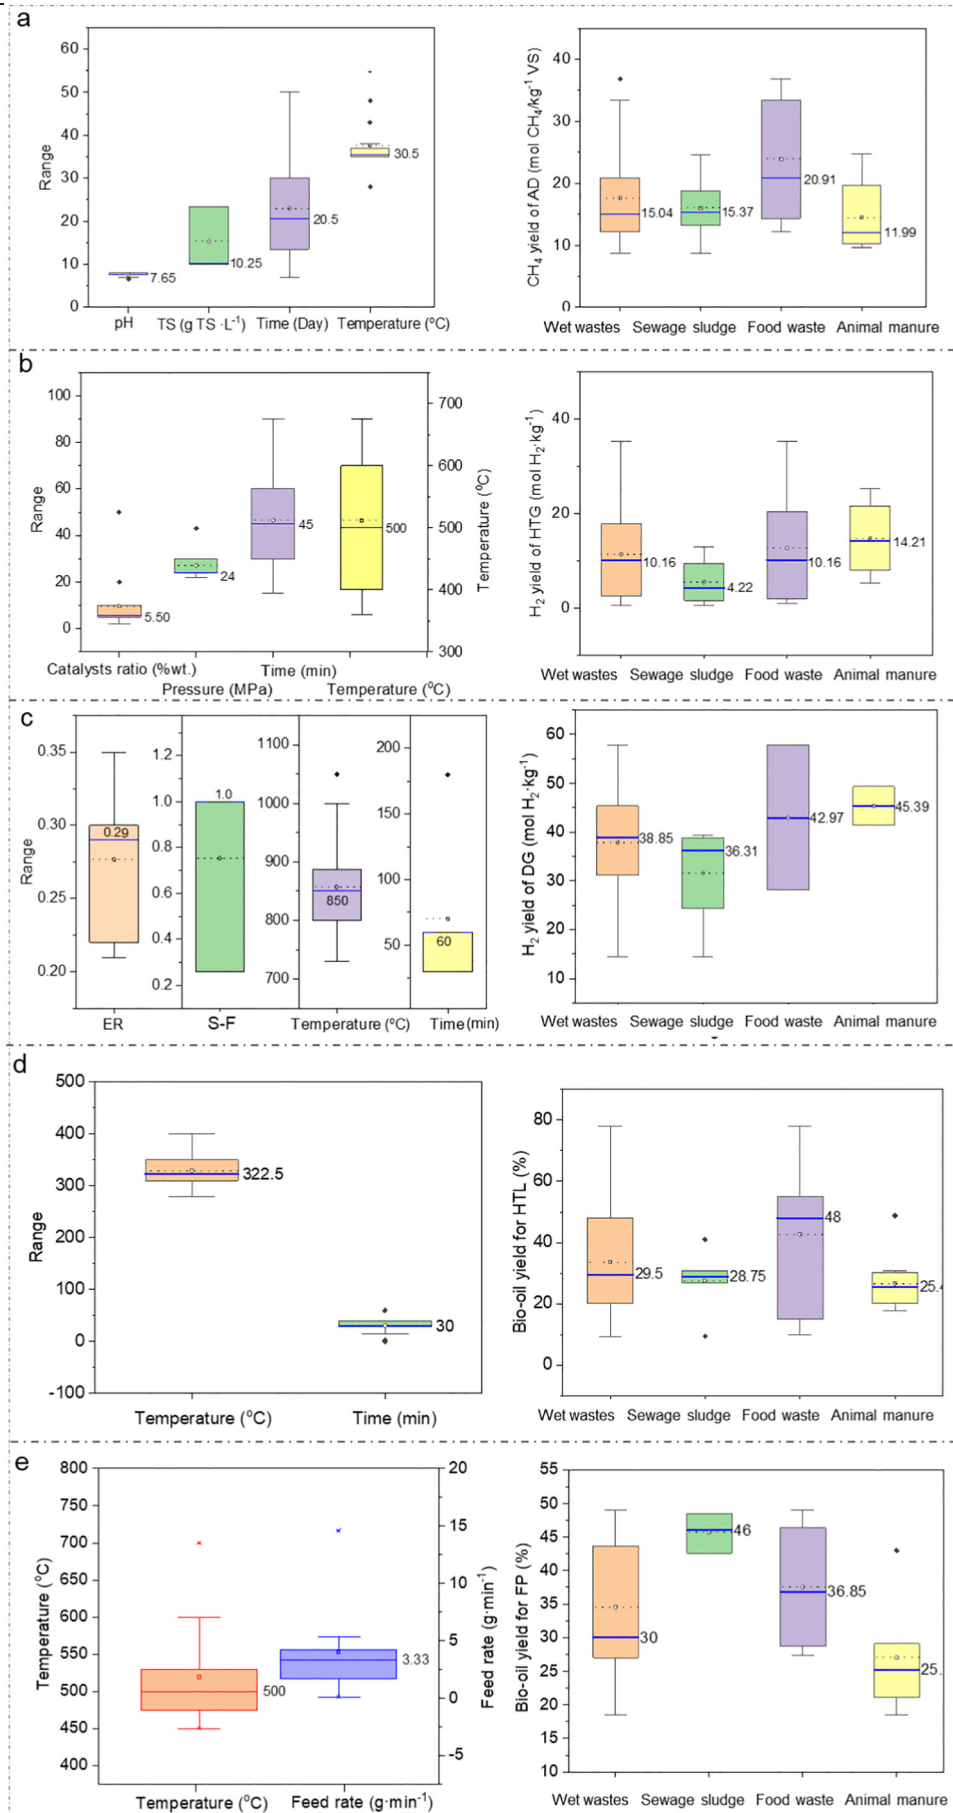 a
Range
60
50
40
30
20
10
0
7.65
10.25
20.5
30.5
pH
TS (g TS ·L⁻¹)
Time (Day)
Temperature (ºC)
CH₄ yield of AD (mol CH₄/kg⁻¹ VS)
40
30
20
10
0
15.04
15.37
20.91
11.99
Wet wastes
Sewage sludge
Food waste
Animal manure
b
Range
100
80
60
40
20
0
5.50
24
45
500
700
600
500
400
300
Temperature (ºC)
Catalysts ratio (%wt.)
Time (min)
Pressure (MPa)
Temperature (ºC)
H₂ yield of HTG (mol H₂·kg⁻¹)
40
20
0
10.16
4.22
10.16
14.21
Wet wastes
Sewage sludge
Food waste
Animal manure
c
Range
0.35
0.30
0.25
0.20
0.29
1.2
1.0
0.8
0.6
0.4
0.2
1.0
1100
1000
900
800
700
850
200
150
100
50
60
ER
S-F
Temperature (ºC)
Time (min)
H₂ yield of DG (mol H₂·kg⁻¹)
60
50
40
30
20
10
38.85
36.31
42.97
45.39
Wet wastes
Sewage sludge
Food waste
Animal manure
d
Range
500
400
300
200
100
0
-100
322.5
30
Temperature (ºC)
Time (min)
Bio-oil yield for HTL (%)
80
60
40
20
0
29.5
28.75
48
25.4
Wet wastes
Sewage sludge
Food waste
Animal manure
e
Temperature (ºC)
800
750
700
650
600
550
500
450
400
500
3.33
20
15
10
5
0
-5
Feed rate (g·min⁻¹)
Temperature (ºC)
Feed rate (g·min⁻¹)
Bio-oil yield for FP (%)
55
50
45
40
35
30
25
20
15
10
30
46
36.85
25.
Wet wastes
Sewage sludge
Food waste
Animal manure